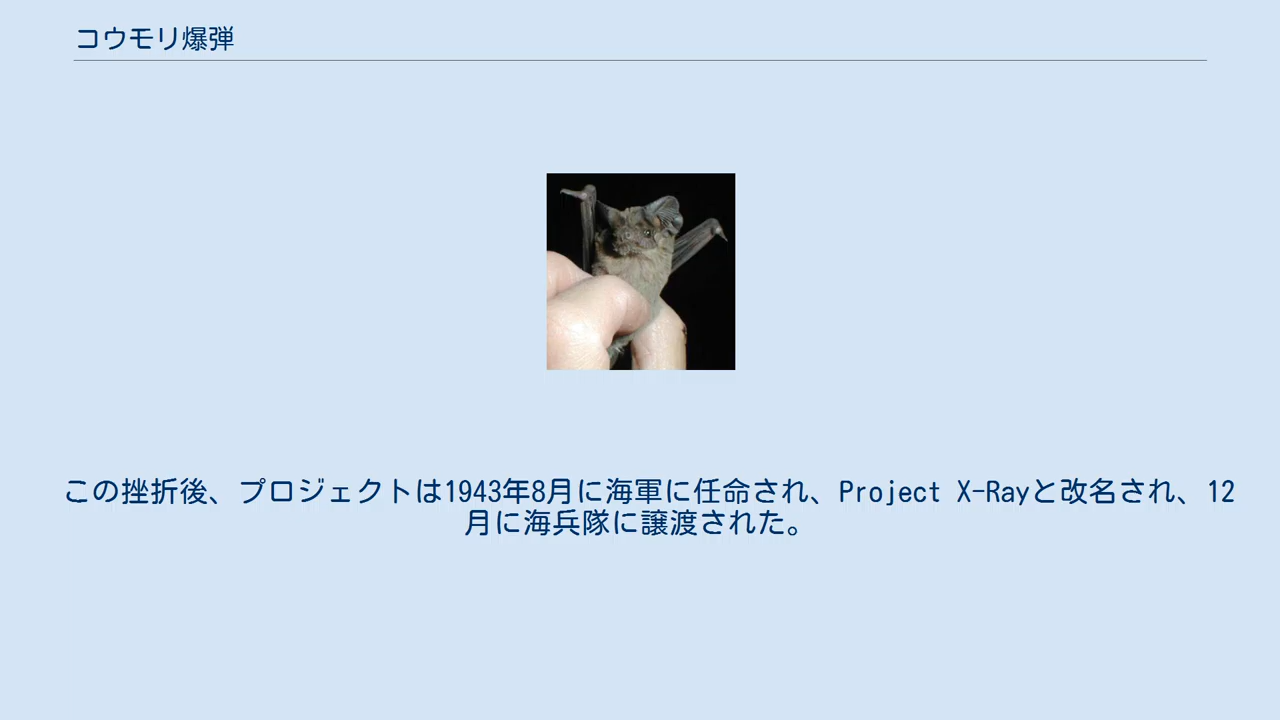 コウモリ爆弾
この挫折後、プロジェクトは1943年8月に海軍に任命され、Project X-Rayと改名され、12
月に海兵隊に譲渡された。